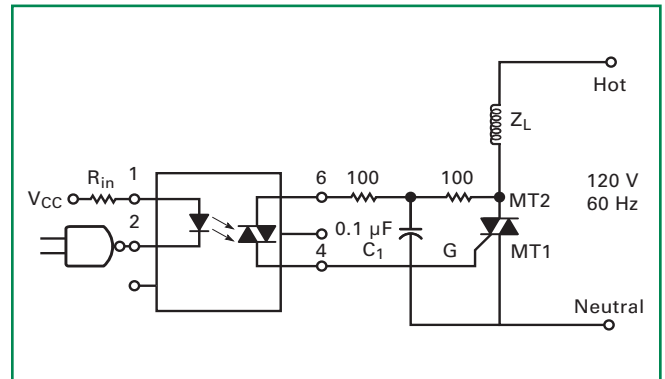 Hot
Z_L
R_in 1 6 100 100 120 V
V_CC MT2 60 Hz
2 0.1 µF
4 C_1 G MT1
Neutral